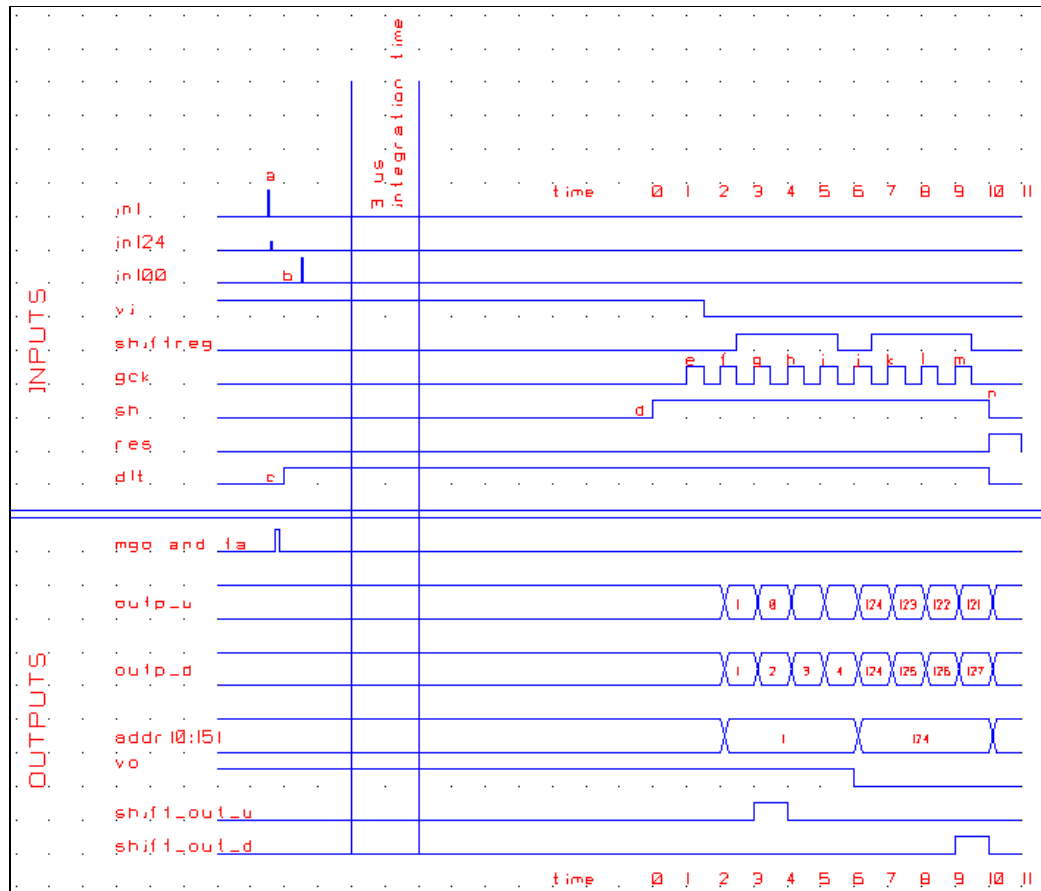 3 us
integration time
a
time 0 1 2 3 4 5 6 7 8 9 10 11
in1
in124
b
in100
INPUTS
vi
shiftreg
e f g h i j k l m
gck
d
n
sh
res
c
dlt
mgo and ta
outp_u
1 0 124 123 122 121
outp_d
1 2 3 4 124 125 126 127
OUTPUTS
addr[0:15]
1 124
vo
shift_out_u
shift_out_d
time 0 1 2 3 4 5 6 7 8 9 10 11